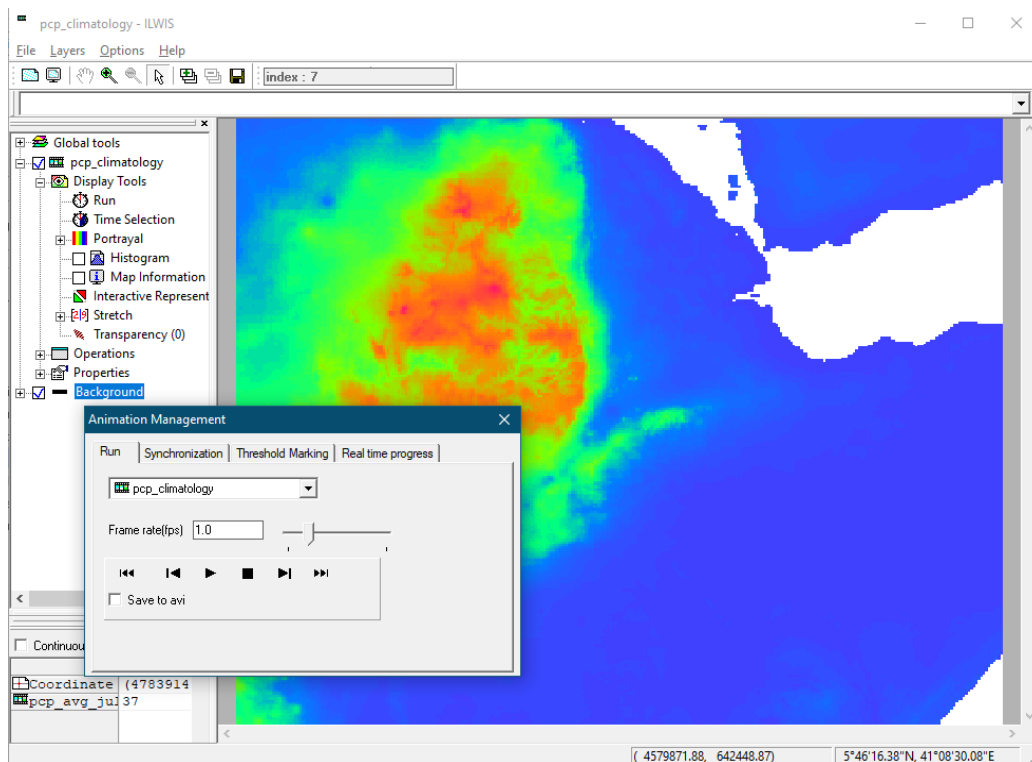 pcp_climatology - ILWIS
File Layers Options Help
index : 7
Global tools
pcp_climatology
Display Tools
Run
Time Selection
Portrayal
Histogram
Map Information
Interactive Represent
Stretch
Transparency (0)
Operations
Properties
Background
Animation Management
Run Synchronization Threshold Marking Real time progress
pcp_climatology
Frame rate(fps) 1.0
Save to avi
Continuou
Coordinate (4783914
pcp_avg_jul 37
( 4579871.88, 642448.87) 5°46'16.38"N, 41°08'30.08"E